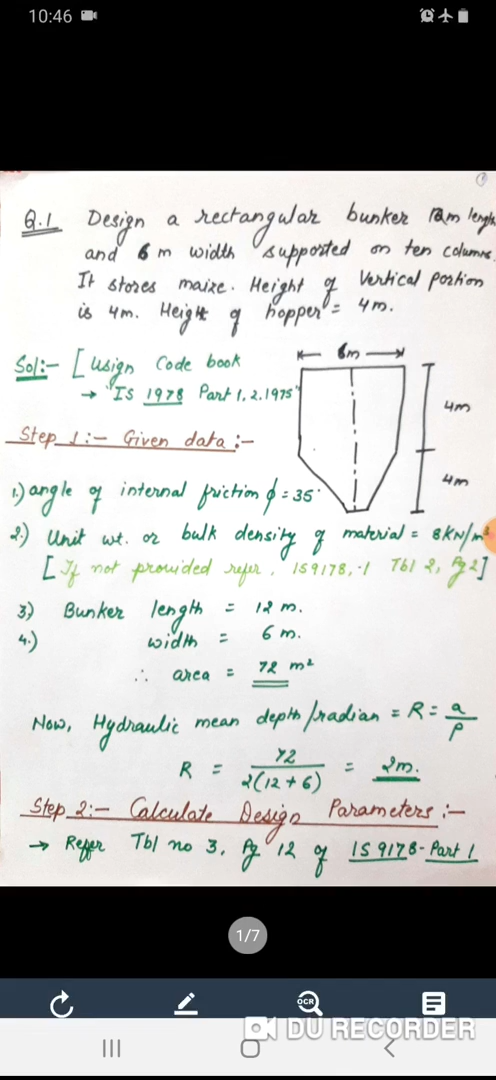 10:46
Q.1 Design a rectangular bunker 12m length
and 6 m width supported on ten columns.
It stores maize. Height of Vertical portion
is 4m. Height of hopper = 4m.
Sol:- [Usign Code book
→ "IS 1978 Part 1,2.1975"
6m
4m
4m
Step 1:- Given data:-
1.) angle of internal friction ϕ = 35°
2.) Unit wt. or bulk density of material = 8KN/m³
[If not provided refer, IS9178,-1 Tbl 2, Pg 2]
3) Bunker length = 12 m.
4.) width = 6 m.
∴ area = 72 m²
Now, Hydraulic mean depth/radian = R = a/p
R = 72/2(12+6) = 2m.
Step 2:- Calculate Design Parameters:-
→ Reffer Tbl no 3, Pg 12 of IS9178-Part 1
1/7
OCR
DU RECORDER